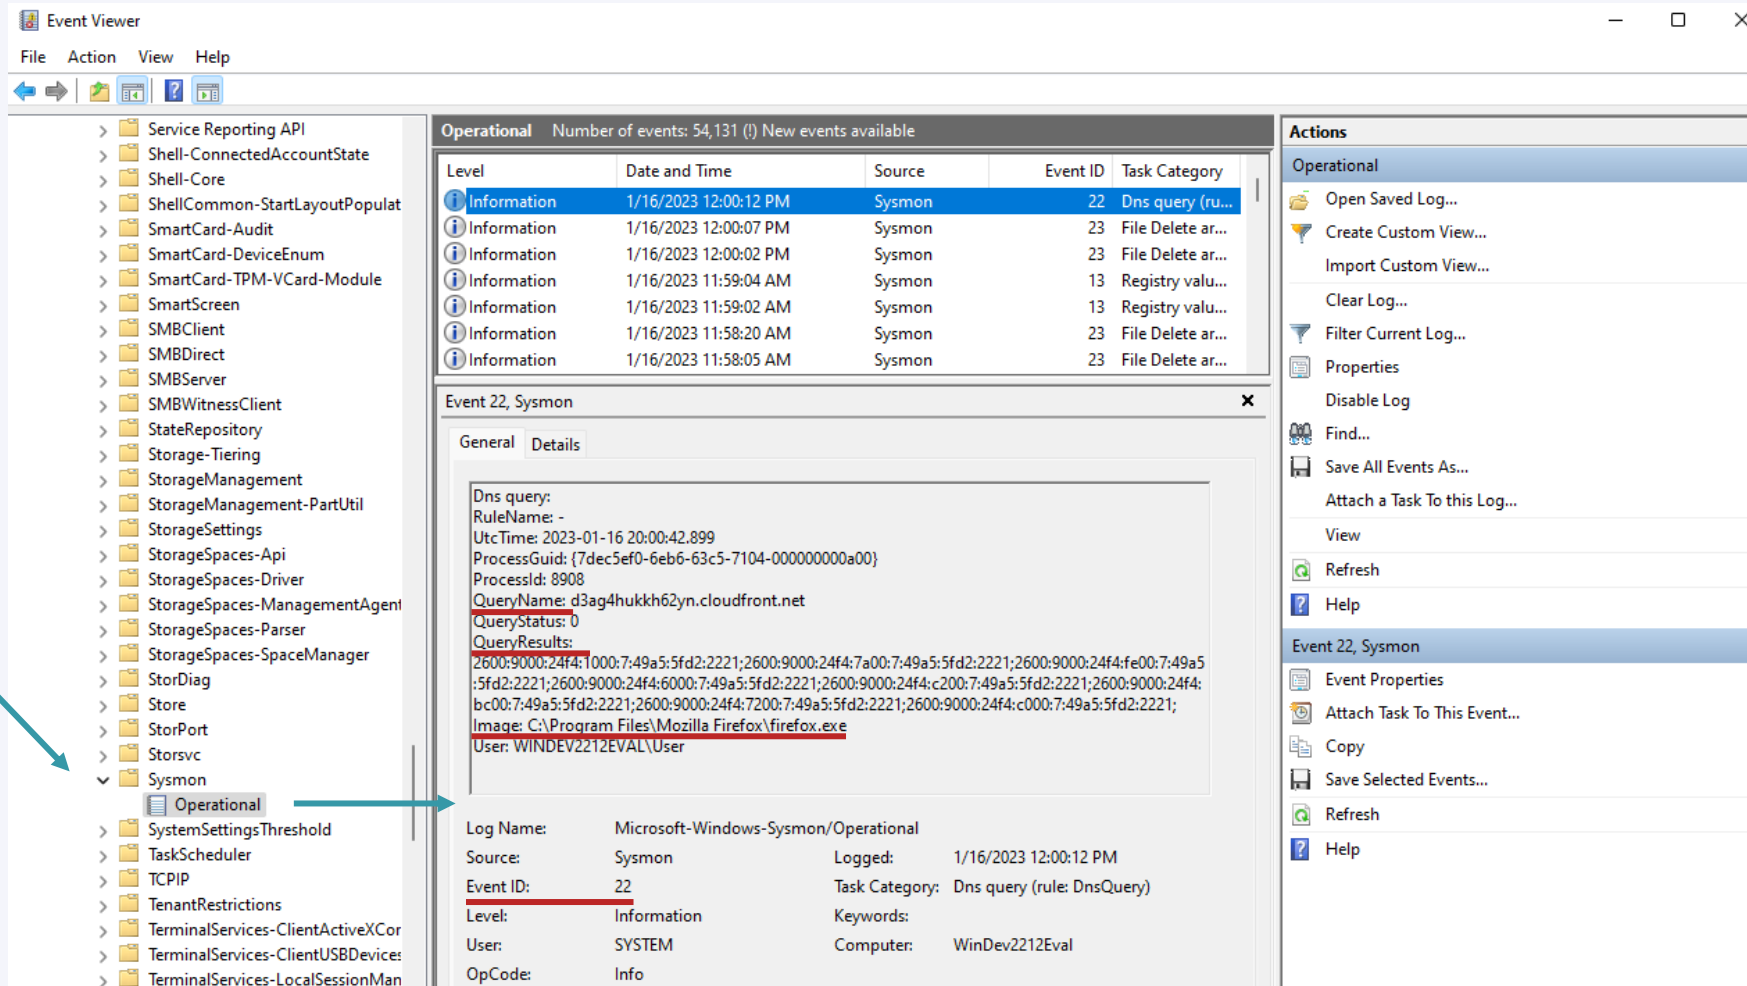 Event Viewer
File Action View Help
Service Reporting API
Shell-ConnectedAccountState
Shell-Core
ShellCommon-StartLayoutPopulat
SmartCard-Audit
SmartCard-DeviceEnum
SmartCard-TPM-VCard-Module
SmartScreen
SMBClient
SMBDirect
SMBServer
SMBWitnessClient
StateRepository
Storage-Tiering
StorageManagement
StorageManagement-PartUtil
StorageSettings
StorageSpaces-Api
StorageSpaces-Driver
StorageSpaces-ManagementAgent
StorageSpaces-Parser
StorageSpaces-SpaceManager
StorDiag
Store
StorPort
Storsvc
Sysmon
Operational
SystemSettingsThreshold
TaskScheduler
TCPIP
TenantRestrictions
TerminalServices-ClientActiveXCor
TerminalServices-ClientUSBDevices
TerminalServices-LocalSessionMan
Operational Number of events: 54,131 (!) New events available
Level Date and Time Source Event ID Task Category
Information 1/16/2023 12:00:12 PM Sysmon 22 Dns query (ru...
Information 1/16/2023 12:00:07 PM Sysmon 23 File Delete ar...
Information 1/16/2023 12:00:02 PM Sysmon 23 File Delete ar...
Information 1/16/2023 11:59:04 AM Sysmon 13 Registry valu...
Information 1/16/2023 11:59:02 AM Sysmon 13 Registry valu...
Information 1/16/2023 11:58:20 AM Sysmon 23 File Delete ar...
Information 1/16/2023 11:58:05 AM Sysmon 23 File Delete ar...
Event 22, Sysmon
General Details
Dns query:
RuleName: -
UtcTime: 2023-01-16 20:00:42.899
ProcessGuid: {7dec5ef0-6eb6-63c5-7104-000000000a00}
ProcessId: 8908
QueryName: d3ag4hukkh62yn.cloudfront.net
QueryStatus: 0
QueryResults:
2600:9000:24f4:1000:7:49a5:5fd2:2221;2600:9000:24f4:7a00:7:49a5:5fd2:2221;2600:9000:24f4:fe00:7:49a5
:5fd2:2221;2600:9000:24f4:6000:7:49a5:5fd2:2221;2600:9000:24f4:c200:7:49a5:5fd2:2221;2600:9000:24f4:
bc00:7:49a5:5fd2:2221;2600:9000:24f4:7200:7:49a5:5fd2:2221;2600:9000:24f4:c000:7:49a5:5fd2:2221;
Image: C:\Program Files\Mozilla Firefox\firefox.exe
User: WINDEV2212EVAL\User
Log Name: Microsoft-Windows-Sysmon/Operational
Source: Sysmon Logged: 1/16/2023 12:00:12 PM
Event ID: 22 Task Category: Dns query (rule: DnsQuery)
Level: Information Keywords:
User: SYSTEM Computer: WinDev2212Eval
OpCode: Info
Actions
Operational
Open Saved Log...
Create Custom View...
Import Custom View...
Clear Log...
Filter Current Log...
Properties
Disable Log
Find...
Save All Events As...
Attach a Task To this Log...
View
Refresh
Help
Event 22, Sysmon
Event Properties
Attach Task To This Event...
Copy
Save Selected Events...
Refresh
Help